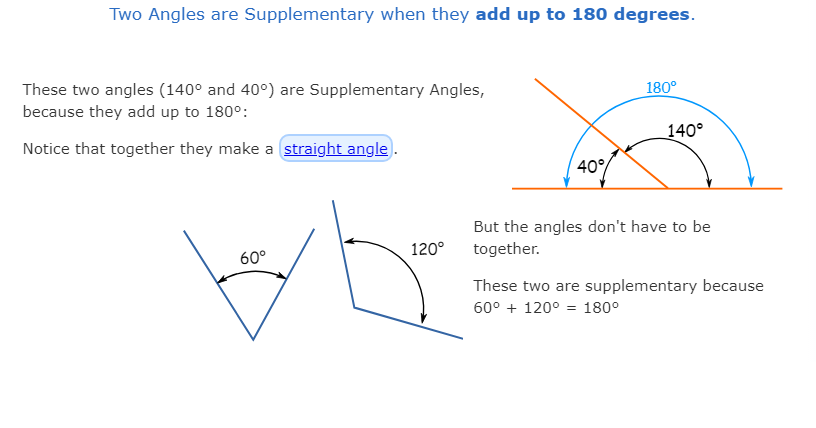 Two Angles are Supplementary when they add up to 180 degrees.
These two angles (140° and 40°) are Supplementary Angles,
because they add up to 180°:
Notice that together they make a straight angle.
180°
140°
40°
60°
120°
But the angles don't have to be
together.
These two are supplementary because
60° + 120° = 180°